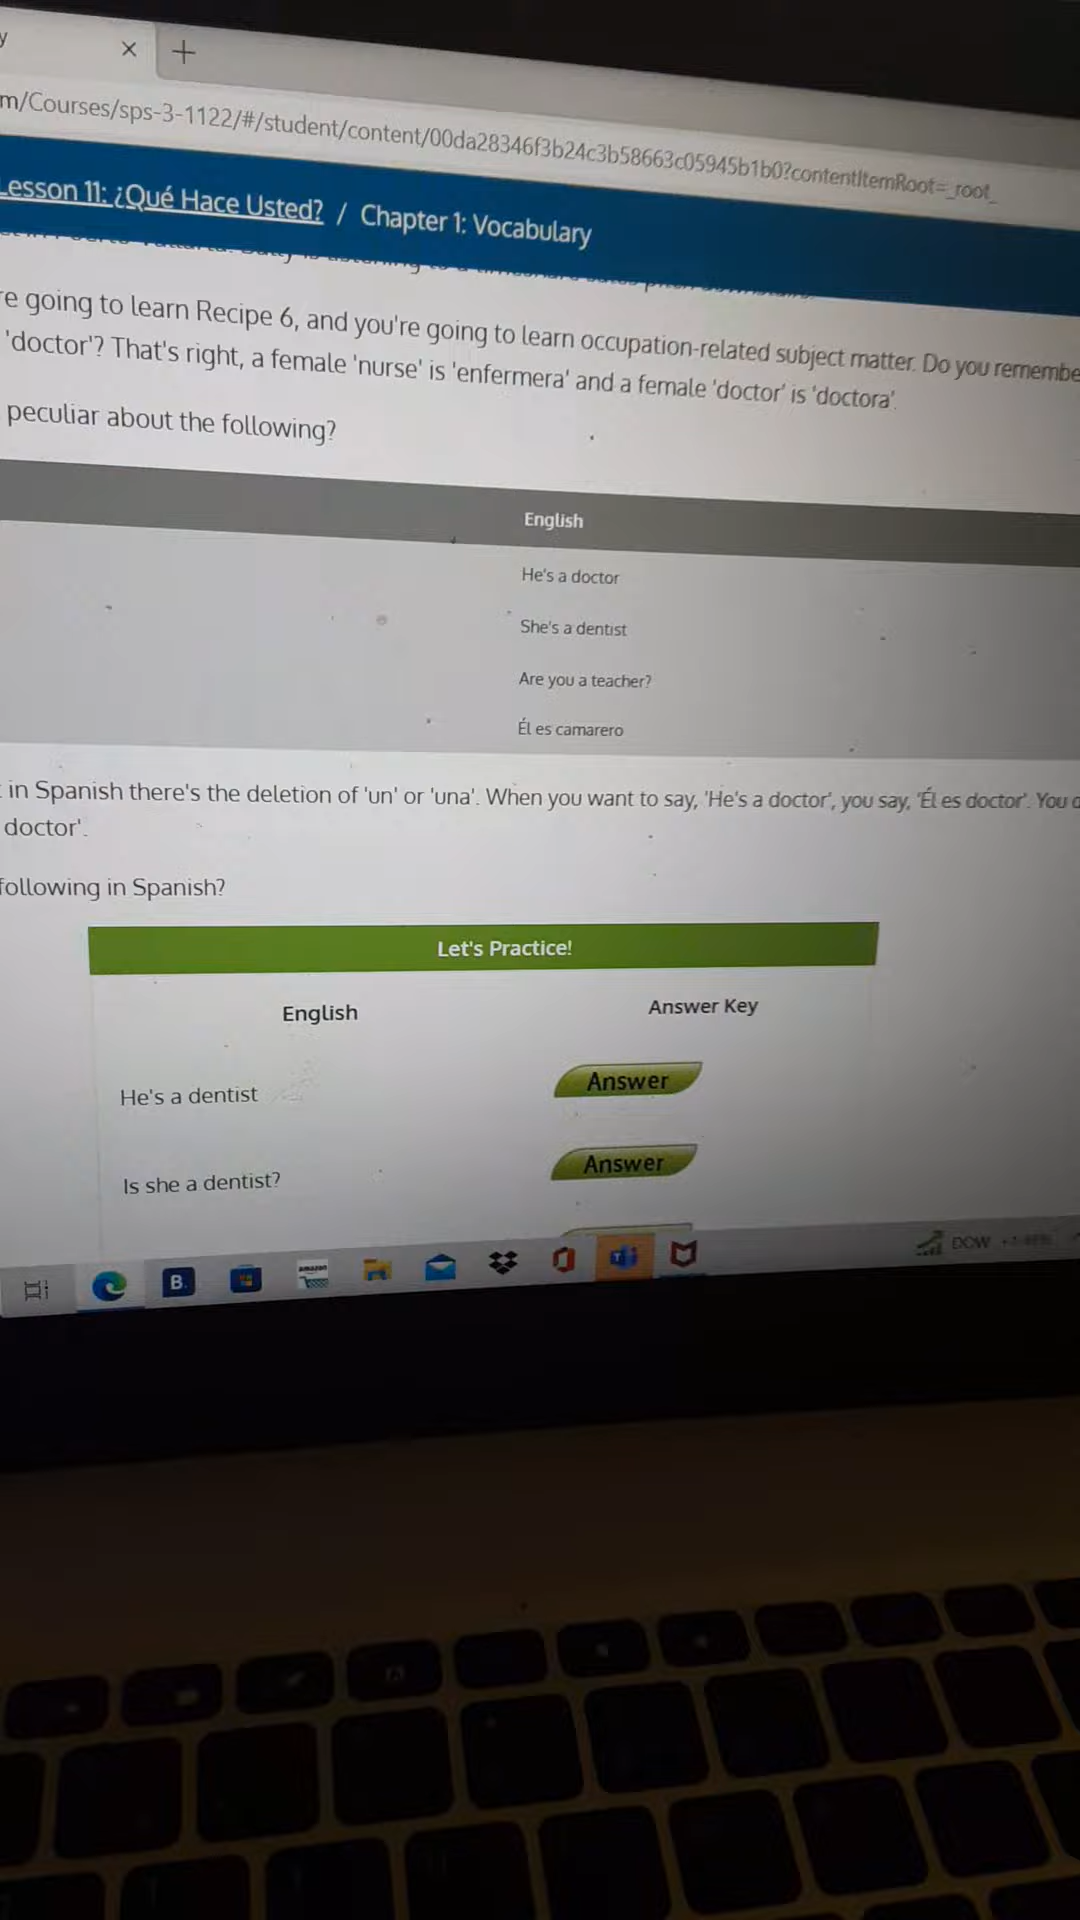 y × +
m/Courses/sps-3-1122/#/student/content/00da28346f3b24c3b58663c05945b1b0?contentItemRoot=_root_
Lesson 11: ¿Qué Hace Usted? / Chapter 1: Vocabulary
re going to learn Recipe 6, and you're going to learn occupation-related subject matter. Do you remembe
'doctor'? That's right, a female 'nurse' is 'enfermera' and a female 'doctor' is 'doctora'.
peculiar about the following?
English
He's a doctor
She's a dentist
Are you a teacher?
Él es camarero
in Spanish there's the deletion of 'un' or 'una'. When you want to say, 'He's a doctor', you say, 'Él es doctor'. You
doctor'.
following in Spanish?
Let's Practice!
English Answer Key
He's a dentist Answer
Is she a dentist? Answer
B.
amazon
DOW